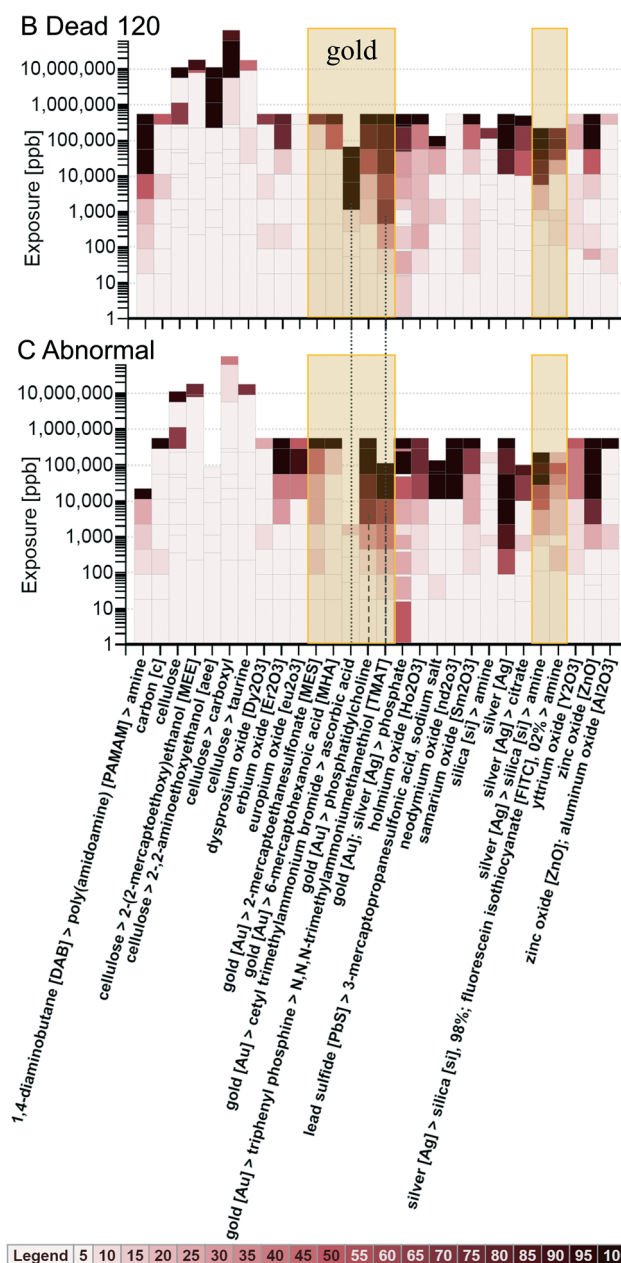 B Dead 120
gold
10,000,000
1,000,000
100,000
10,000
1,000
100
10
1
Exposure [ppb]
C Abnormal
10,000,000
1,000,000
100,000
10,000
1,000
100
10
1
Exposure [ppb]
1,4-diaminobutane [DAB] > poly(amidoamine) [PAMAM] > amine
carbon [c]
cellulose
cellulose > 2-(2-mercaptoethoxy)ethanol [MEE]
cellulose > 2-,2-aminoethoxyethanol [aee]
cellulose > carboxyl
cellulose > taurine
dysprosium oxide [Dy2O3]
erbium oxide [Er2O3]
europium oxide [eu2o3]
gold [Au] > 2-mercaptoethanesulfonate [MES]
gold [Au] > 6-mercaptohexanoic acid [MHA]
gold [Au] > cetyl trimethylammonium bromide > ascorbic acid
gold [Au] > phosphatidylcholine
gold [Au] > triphenyl phosphine > N,N,N-trimethylammoniumethanethiol [TMAT]
gold [Au]; silver [Ag] > phosphate
holmium oxide [Ho2O3]
lead sulfide [PbS] > 3-mercaptopropanesulfonic acid, sodium salt
neodymium oxide [nd2o3]
samarium oxide [Sm2O3]
silica [si] > amine
silver [Ag]
silver [Ag] > citrate
silver [Ag] > silica [si] > amine
silver [Ag] > silica [si], 98%; fluorescein isothiocyanate [FITC], 02% > amine
yttrium oxide [Y2O3]
zinc oxide [ZnO]
zinc oxide [ZnO]; aluminum oxide [Al2O3]
Legend 5 10 15 20 25 30 35 40 45 50 55 60 65 70 75 80 85 90 95 10